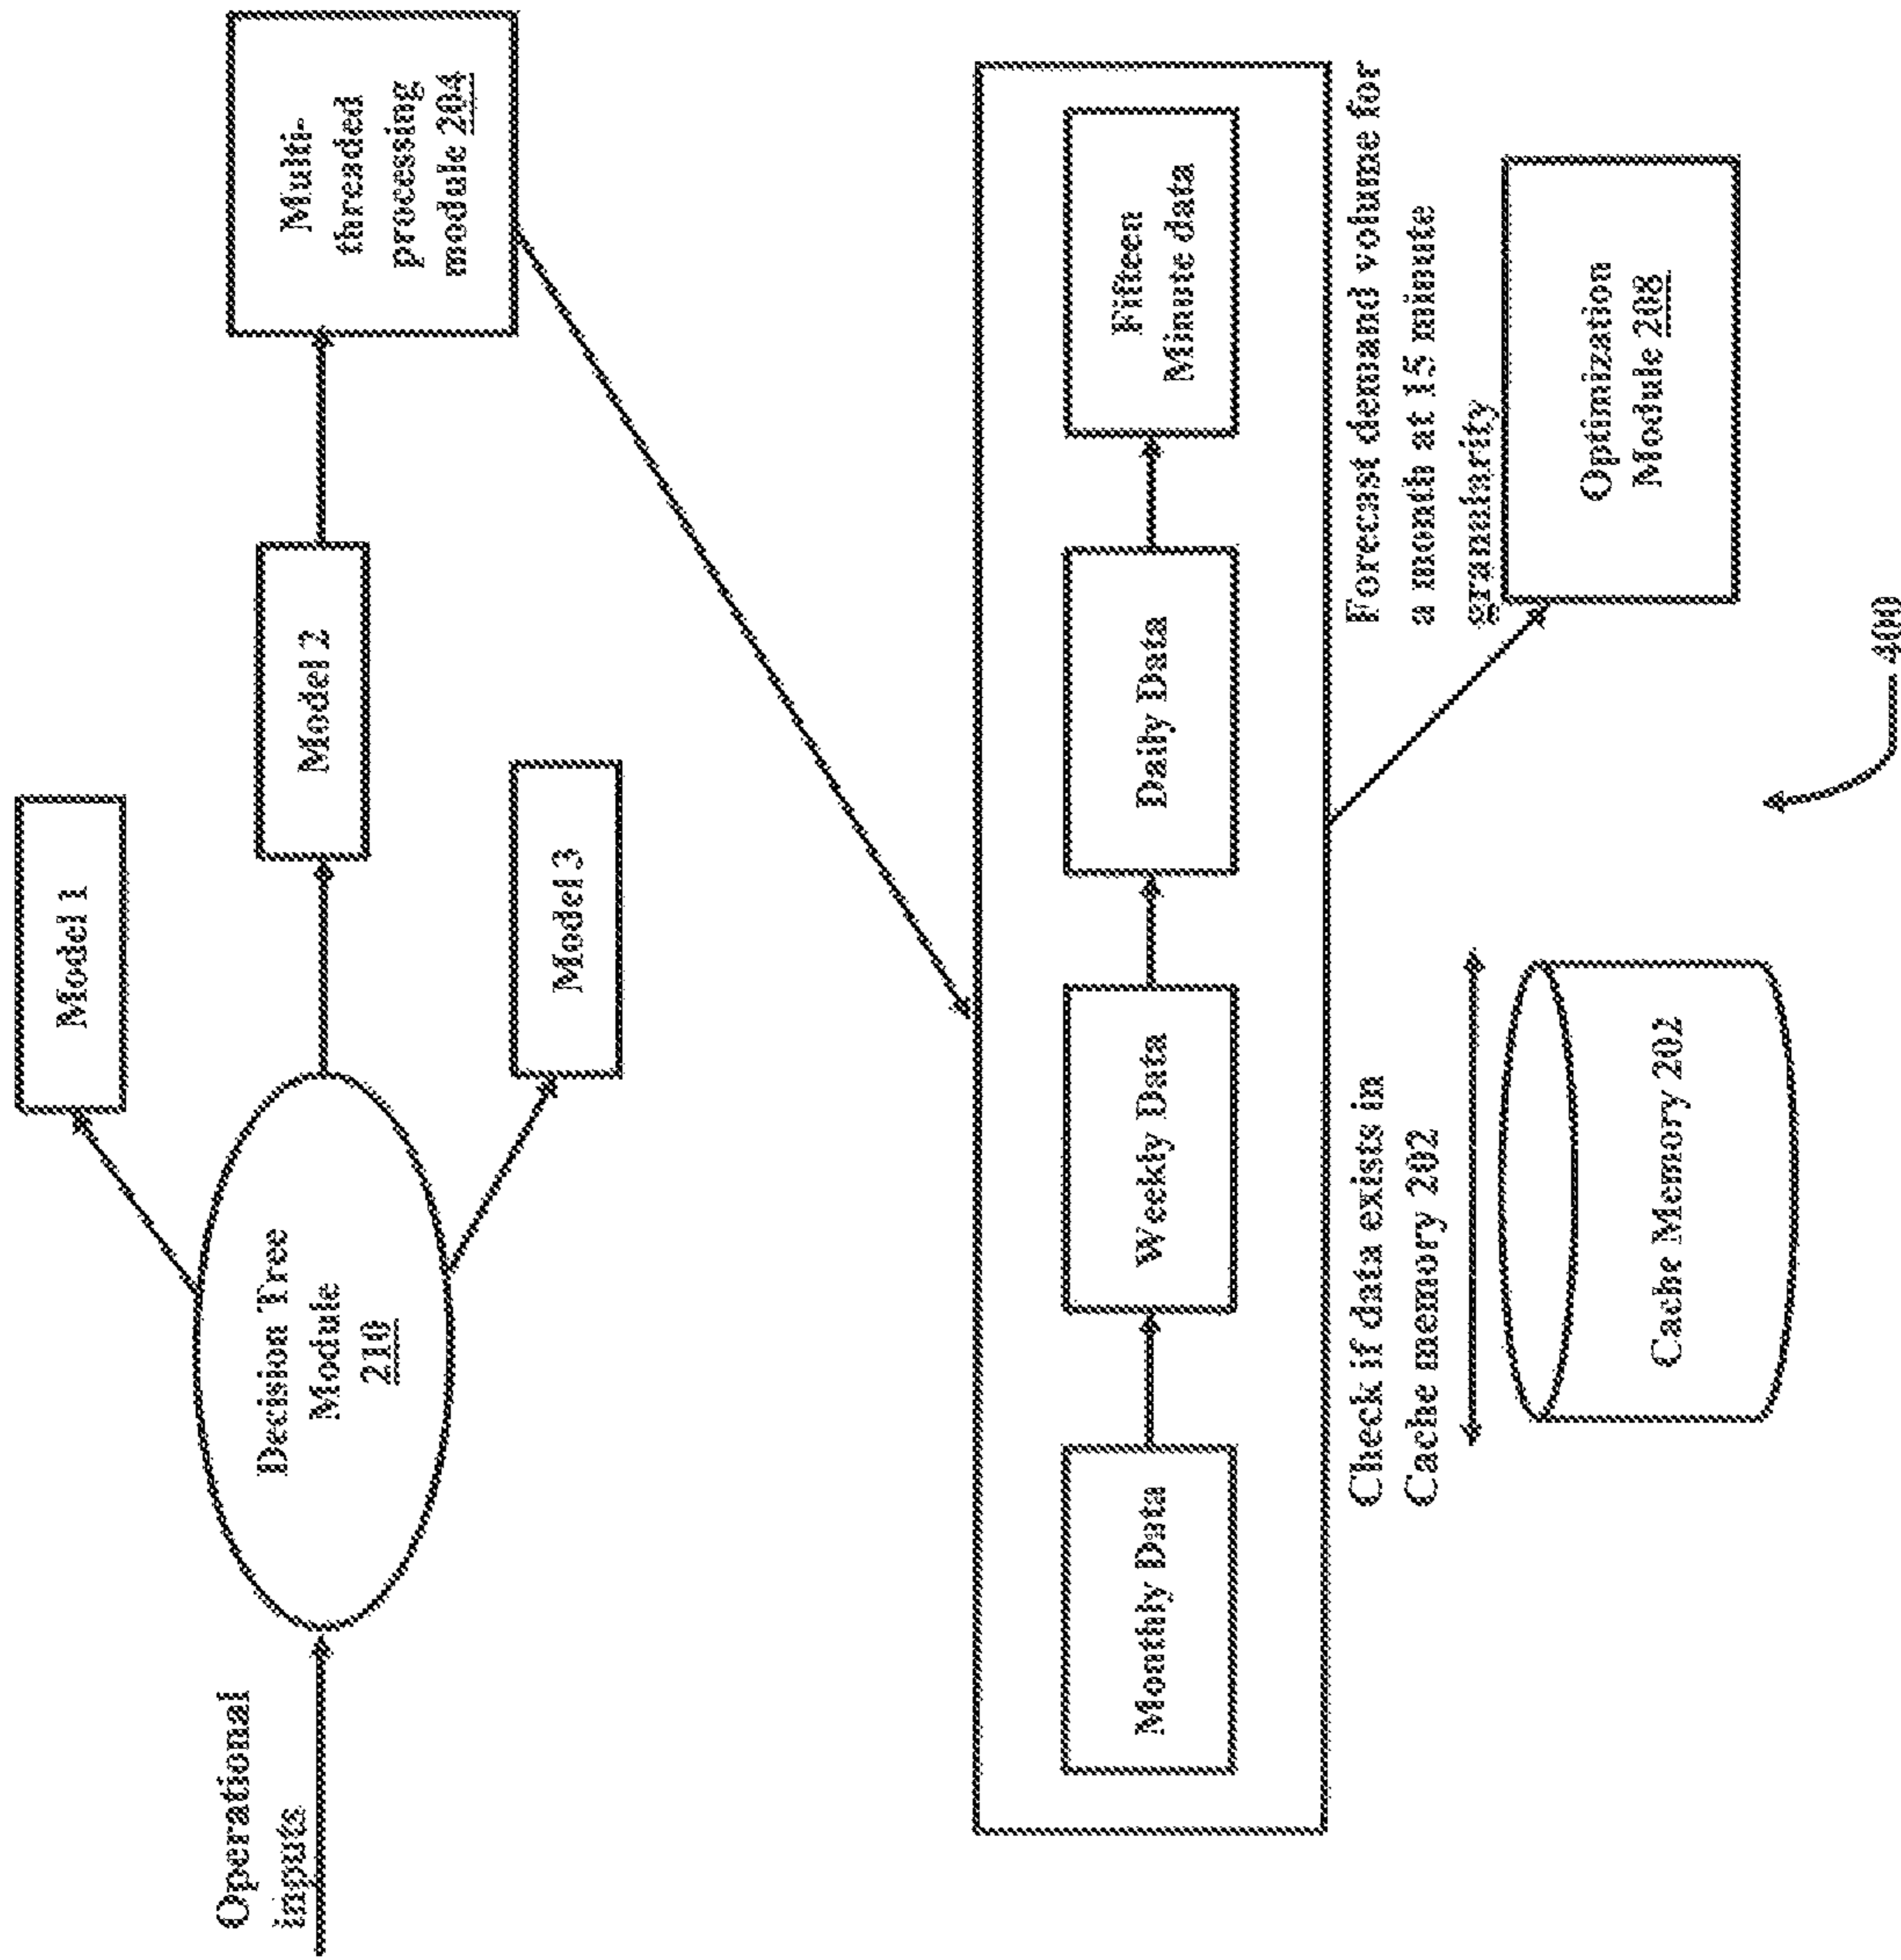 Operational
inputs
Decision Tree
Module
210
Model 1
Model 2
Model 3
Multi-
threaded
processing
module 204
Monthly Data
Weekly Data
Daily Data
Fifteen
Minute data
Check if data exists in
Cache memory 202
Cache Memory 202
Forecast demand volume for
a month at 15 minute
granularity
Optimization
Module 208
400